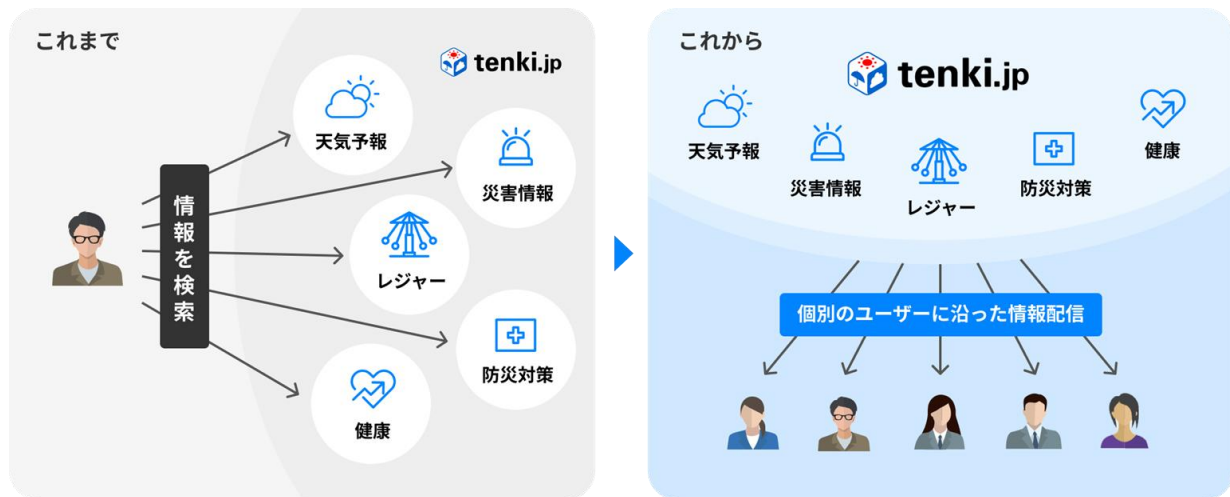 これまで
tenki.jp
天気予報
災害情報
情報を検索
レジャー
防災対策
健康
これから
tenki.jp
天気予報
災害情報
レジャー
防災対策
健康
個別のユーザーに沿った情報配信